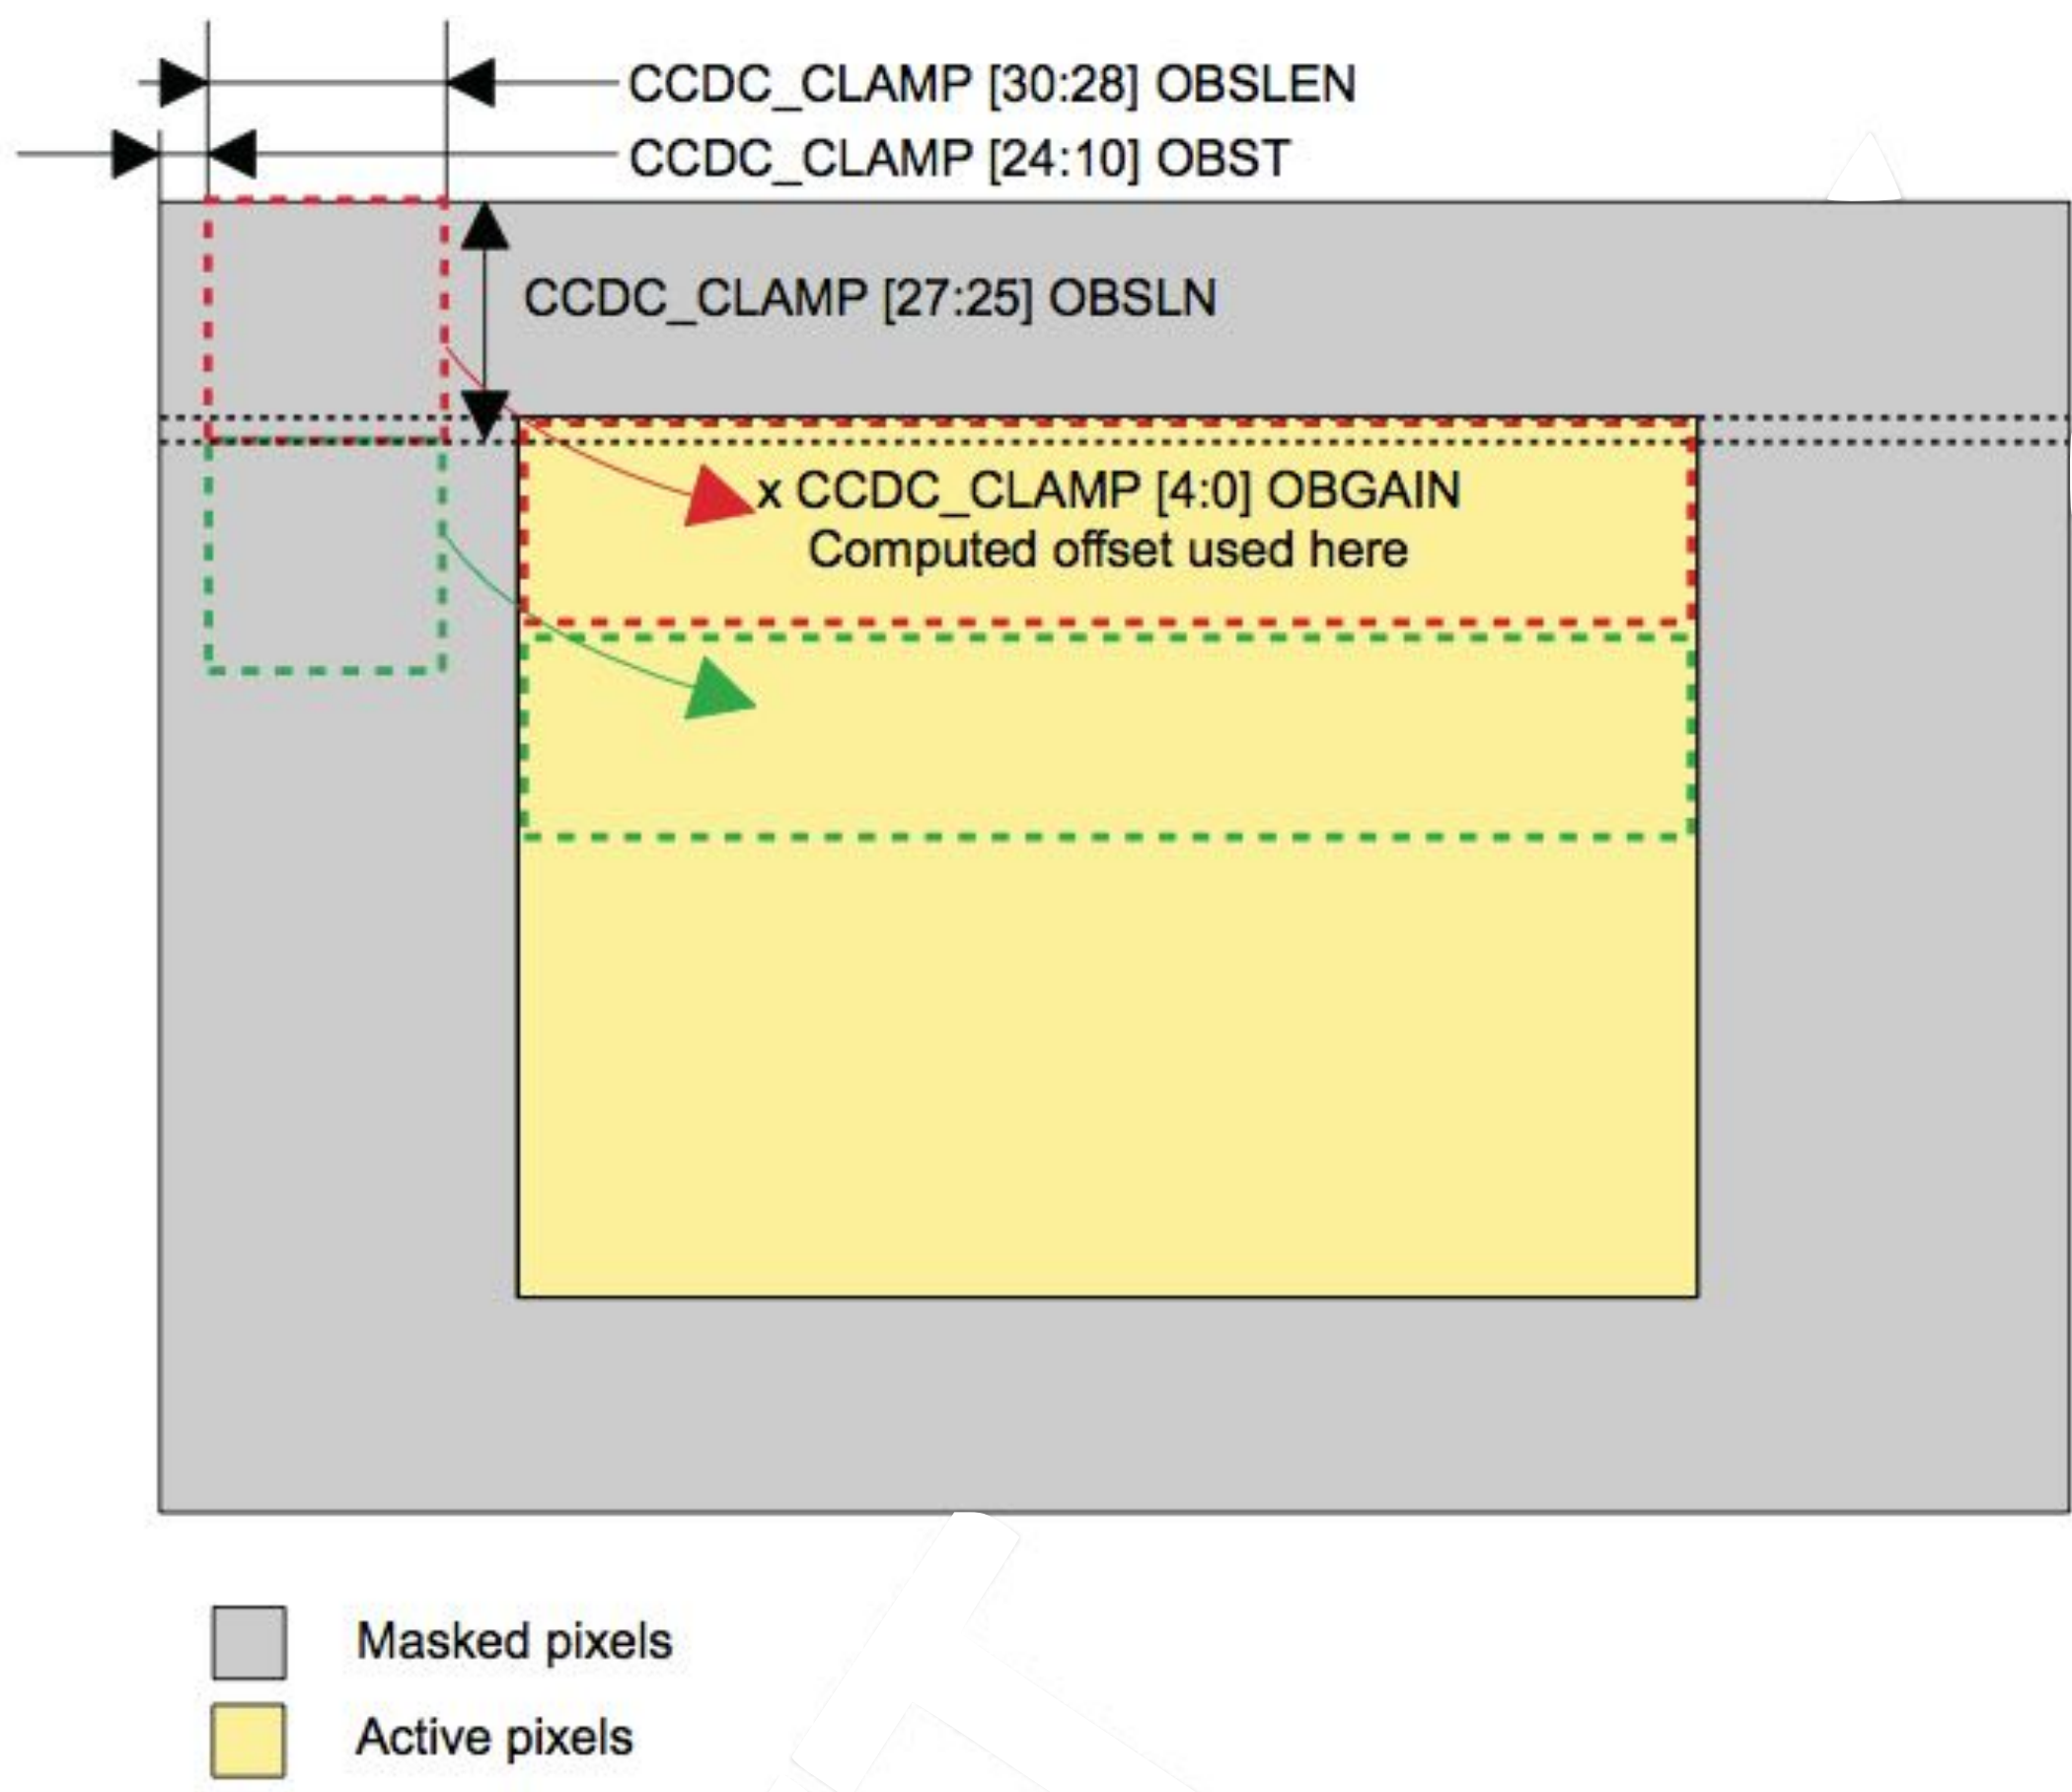 CCDC_CLAMP [30:28] OBSLEN
CCDC_CLAMP [24:10] OBST
CCDC_CLAMP [27:25] OBSLN
x CCDC_CLAMP [4:0] OBGAIN
Computed offset used here
Masked pixels
Active pixels